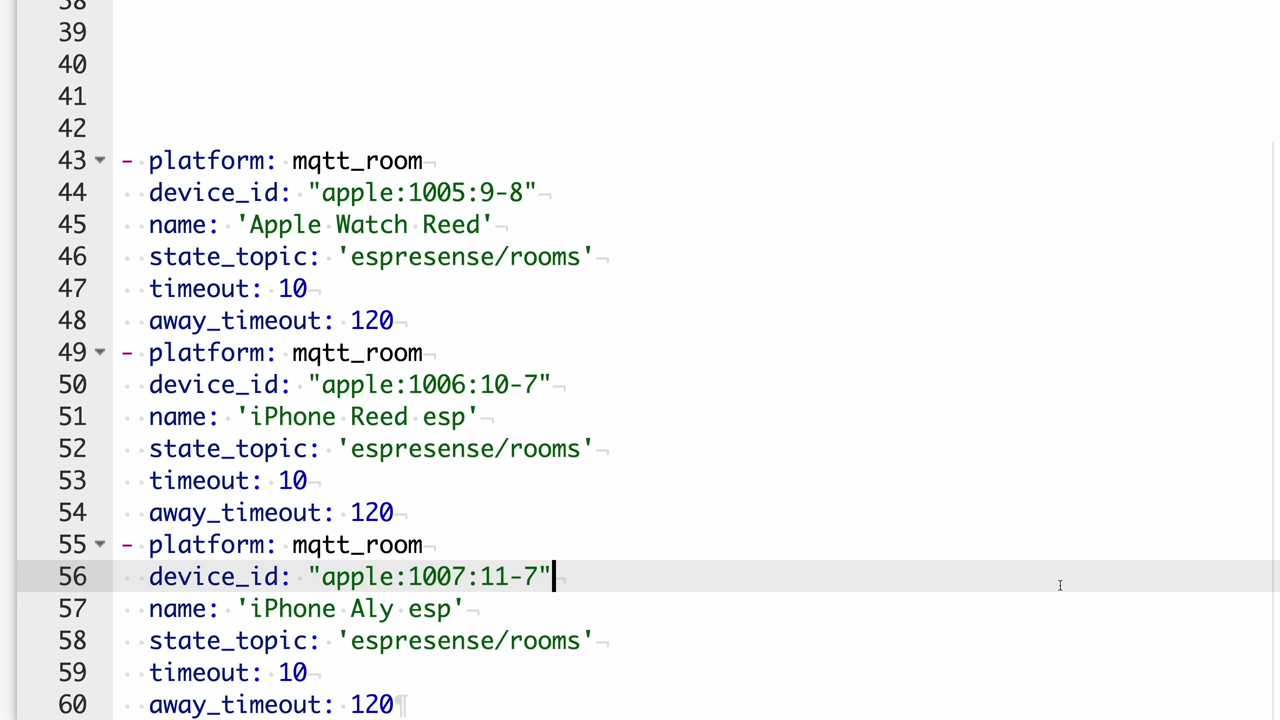 38
39
40
41
42
43 - platform: mqtt_room
44 device_id: "apple:1005:9-8"
45 name: 'Apple Watch Reed'
46 state_topic: 'espresense/rooms'
47 timeout: 10
48 away_timeout: 120
49 - platform: mqtt_room
50 device_id: "apple:1006:10-7"
51 name: 'iPhone Reed esp'
52 state_topic: 'espresense/rooms'
53 timeout: 10
54 away_timeout: 120
55 - platform: mqtt_room
56 device_id: "apple:1007:11-7"
57 name: 'iPhone Aly esp'
58 state_topic: 'espresense/rooms'
59 timeout: 10
60 away_timeout: 120